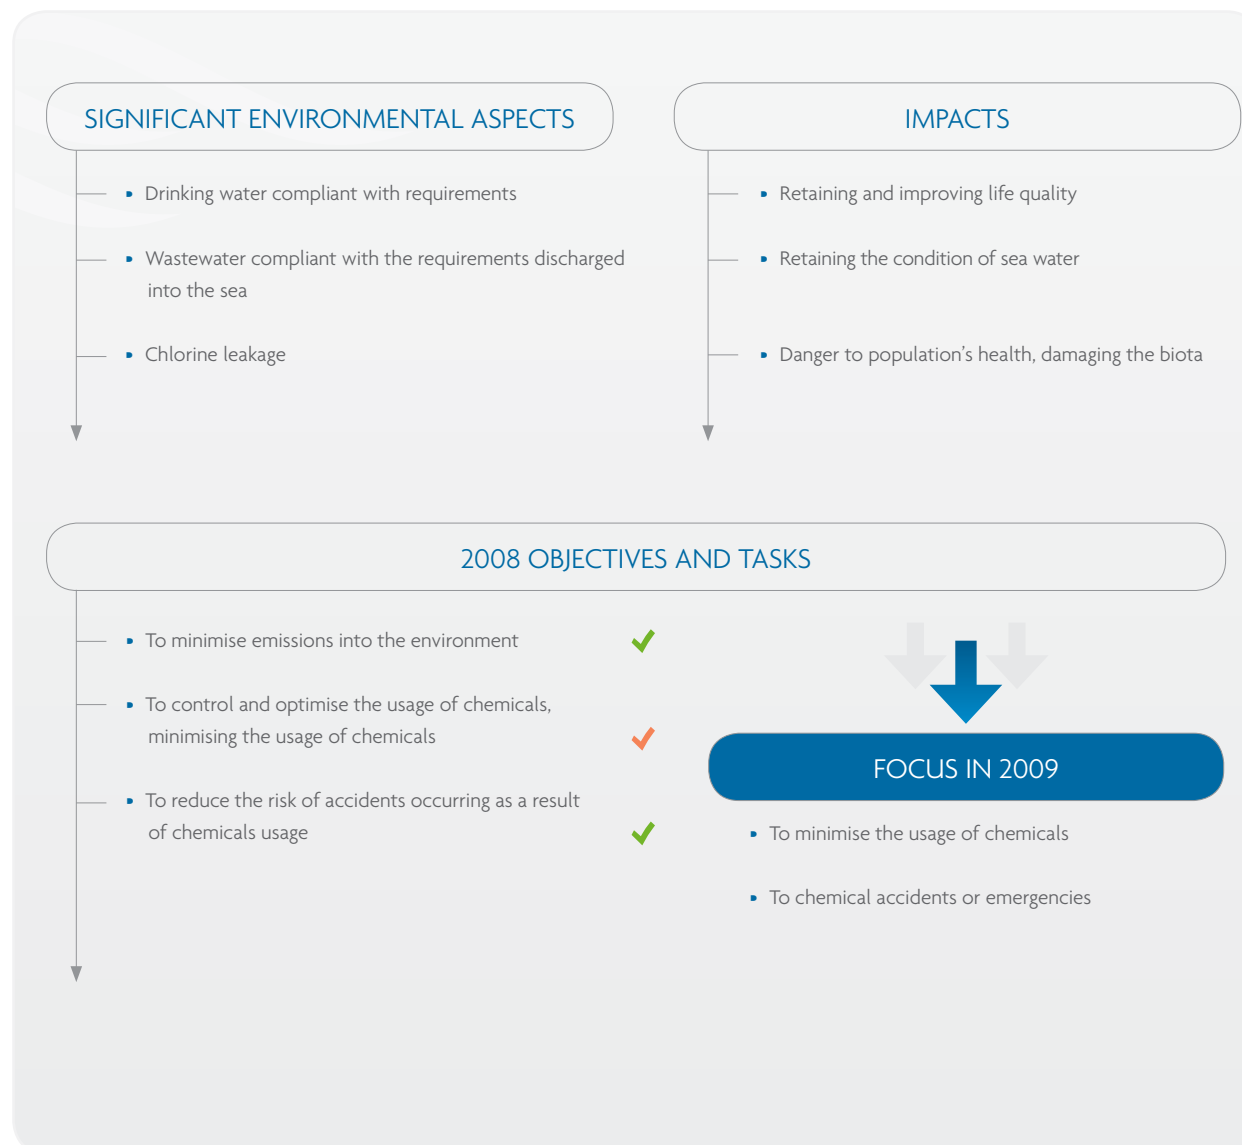 SIGNIFICANT ENVIRONMENTAL ASPECTS
Drinking water compliant with requirements
Wastewater compliant with the requirements discharged
into the sea
Chlorine leakage
IMPACTS
Retaining and improving life quality
Retaining the condition of sea water
Danger to population's health, damaging the biota
2008 OBJECTIVES AND TASKS
To minimise emissions into the environment
To control and optimise the usage of chemicals,
minimising the usage of chemicals
To reduce the risk of accidents occurring as a result
of chemicals usage
FOCUS IN 2009
To minimise the usage of chemicals
To chemical accidents or emergencies